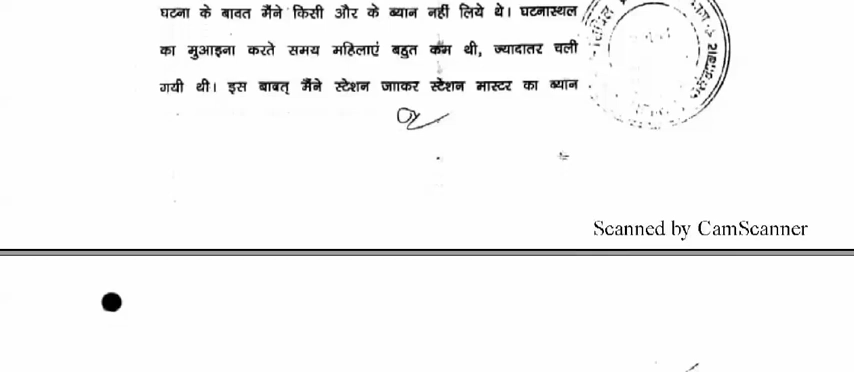 घटना के बावत मैंने किसी और के ब्यान नहीं लिये थे। घटनास्थल
का मुआइना करते समय महिलाएं बहुत कम थी, ज्यादातर चली
गयी थी। इस बाबत् मैंने स्टेशन जााकर स्टेशन मास्टर का ब्यान
Scanned by CamScanner